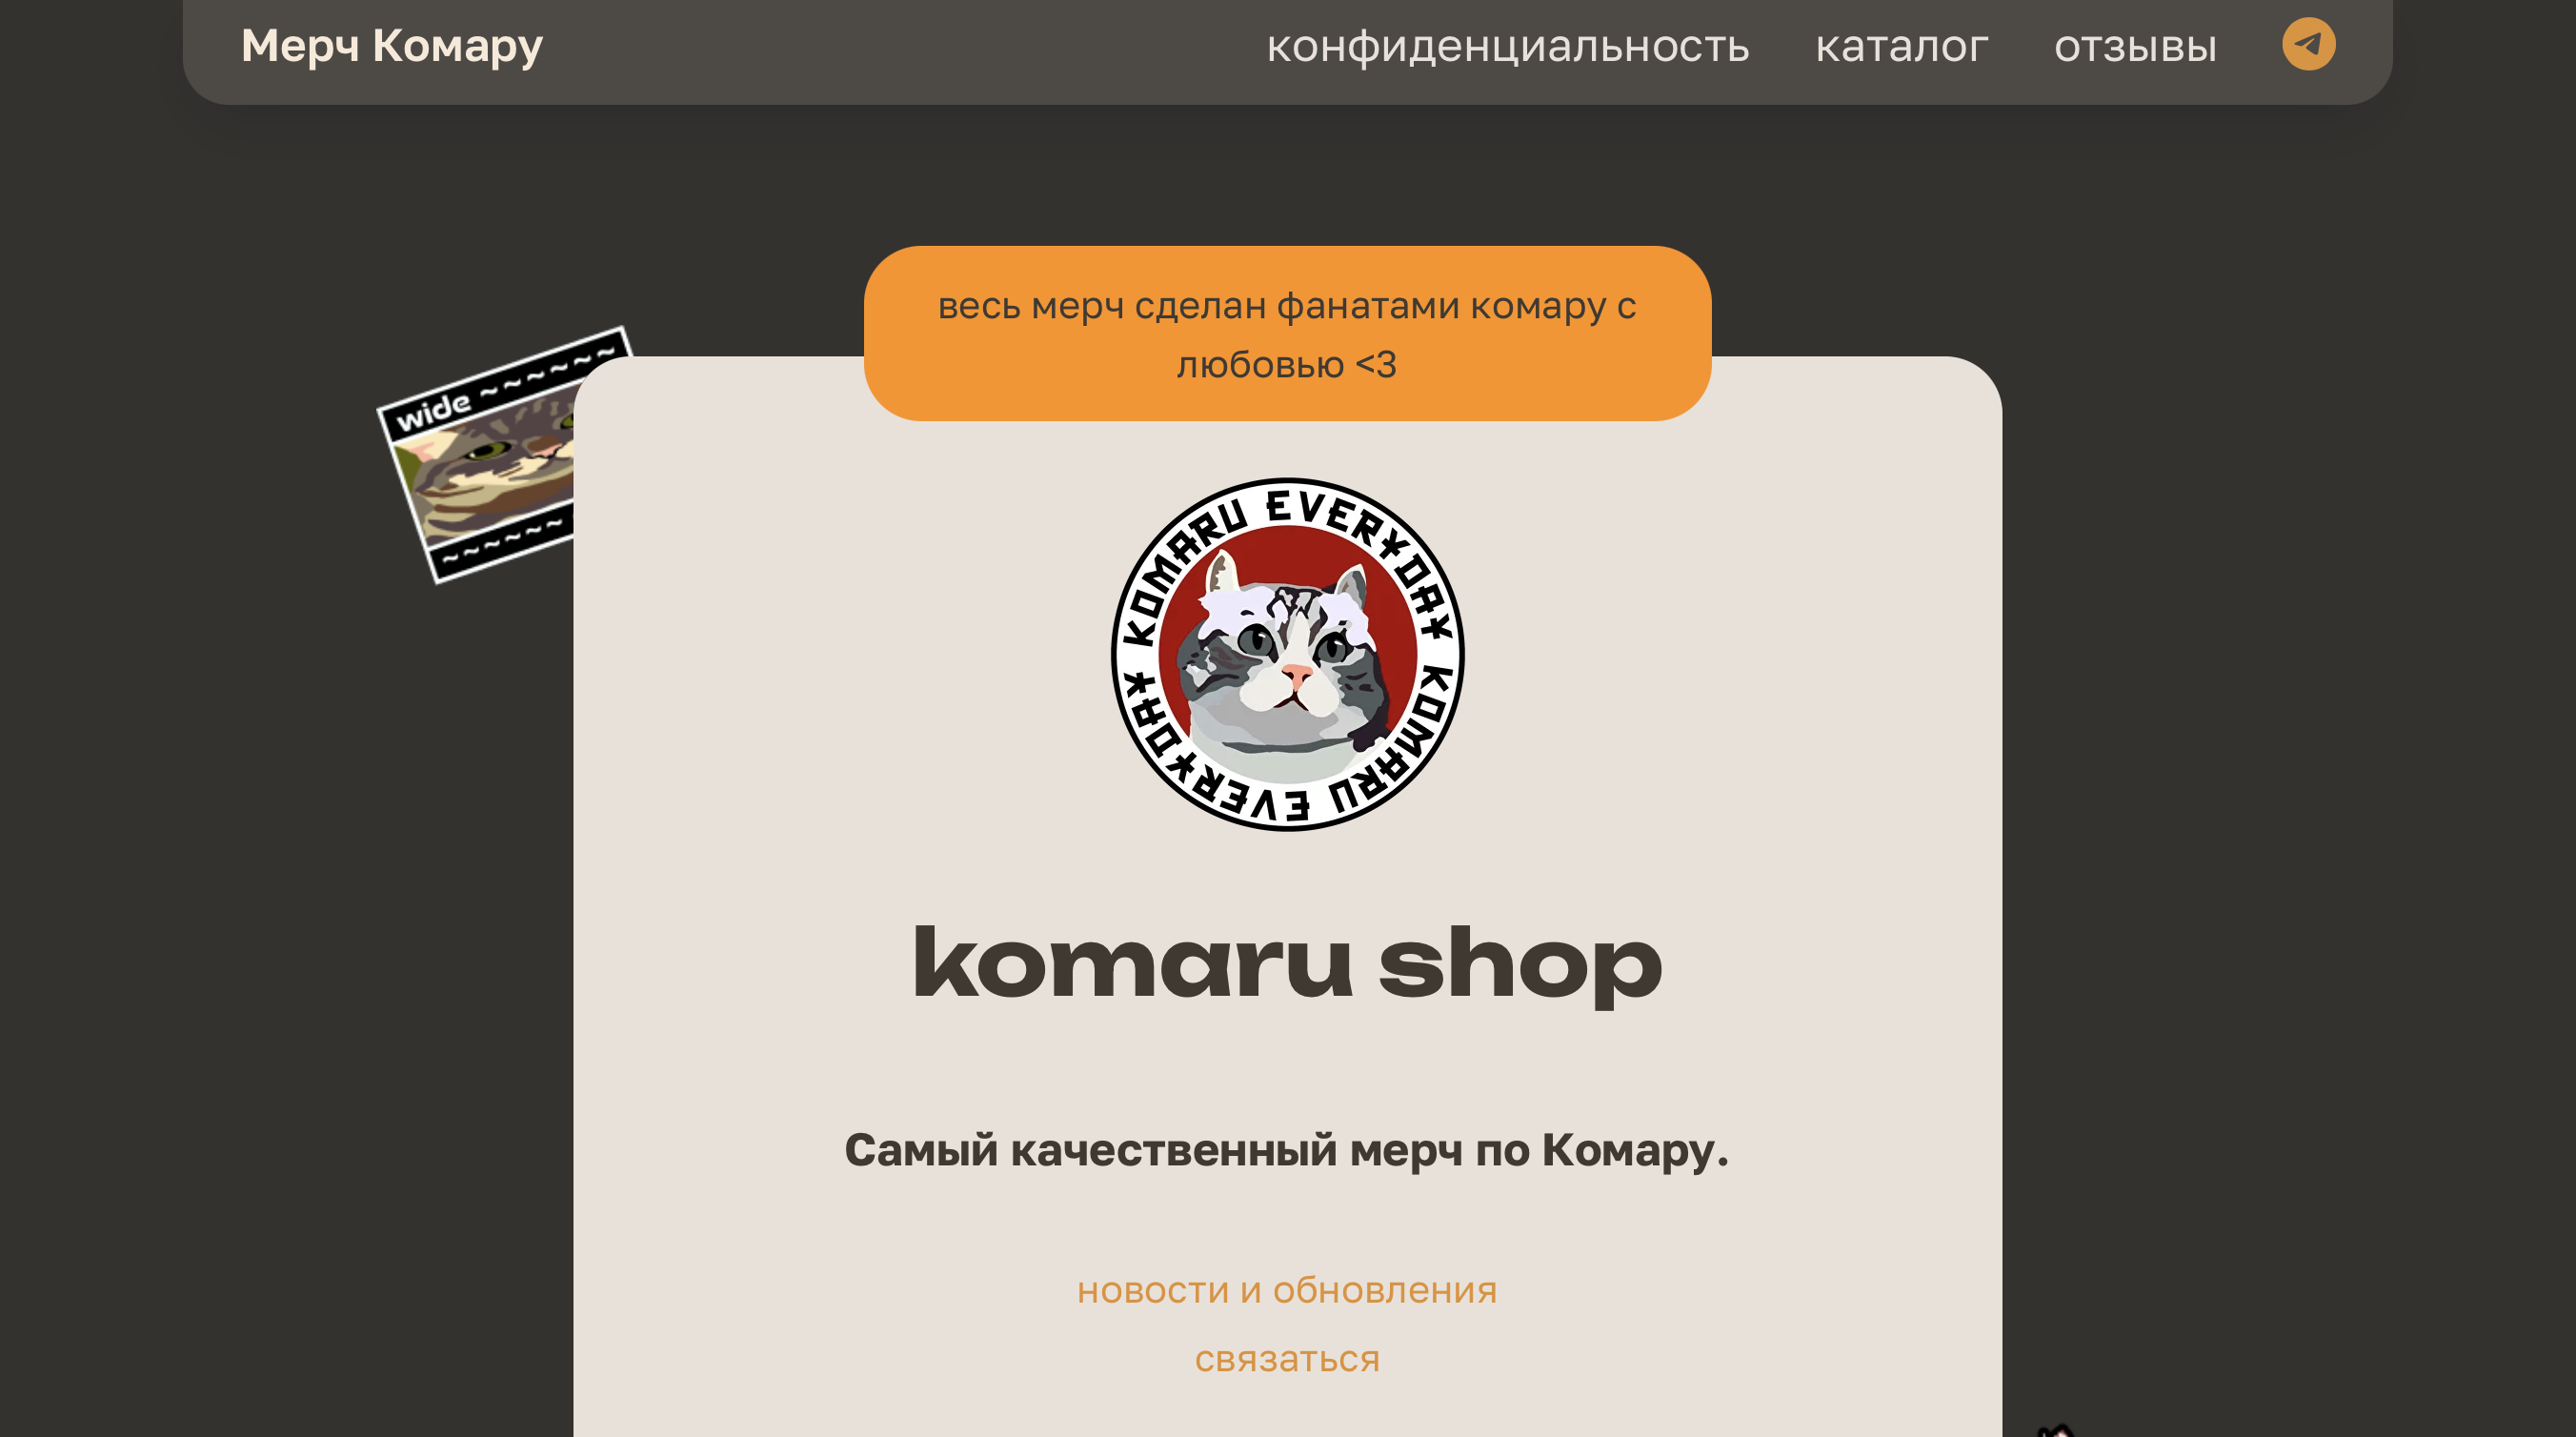 Мерч Комару
конфиденциальность
каталог
отзывы
весь мерч сделан фанатами комару с
любовью <3
wide ~~~~~~
~~~~~~
KOMARU EVERYDAY KOMARU EVERYDAY
komaru shop
Самый качественный мерч по Комару.
новости и обновления
связаться